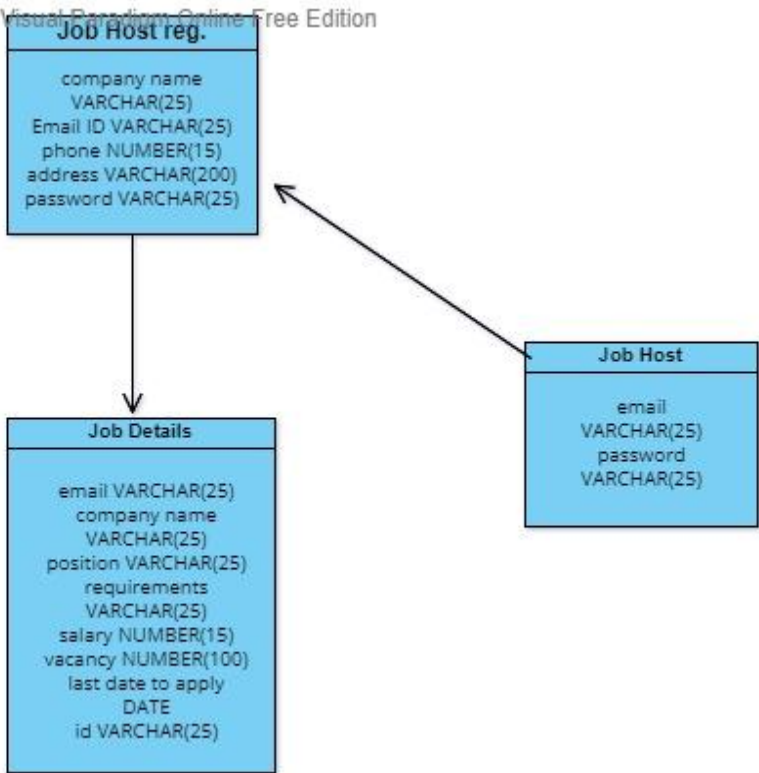 Visual Paradigm Online Free Edition
Job Host reg.
company name
VARCHAR(25)
Email ID VARCHAR(25)
phone NUMBER(15)
address VARCHAR(200)
password VARCHAR(25)
Job Host
email
VARCHAR(25)
password
VARCHAR(25)
Job Details
email VARCHAR(25)
company name
VARCHAR(25)
position VARCHAR(25)
requirements
VARCHAR(25)
salary NUMBER(15)
vacancy NUMBER(100)
last date to apply
DATE
id VARCHAR(25)